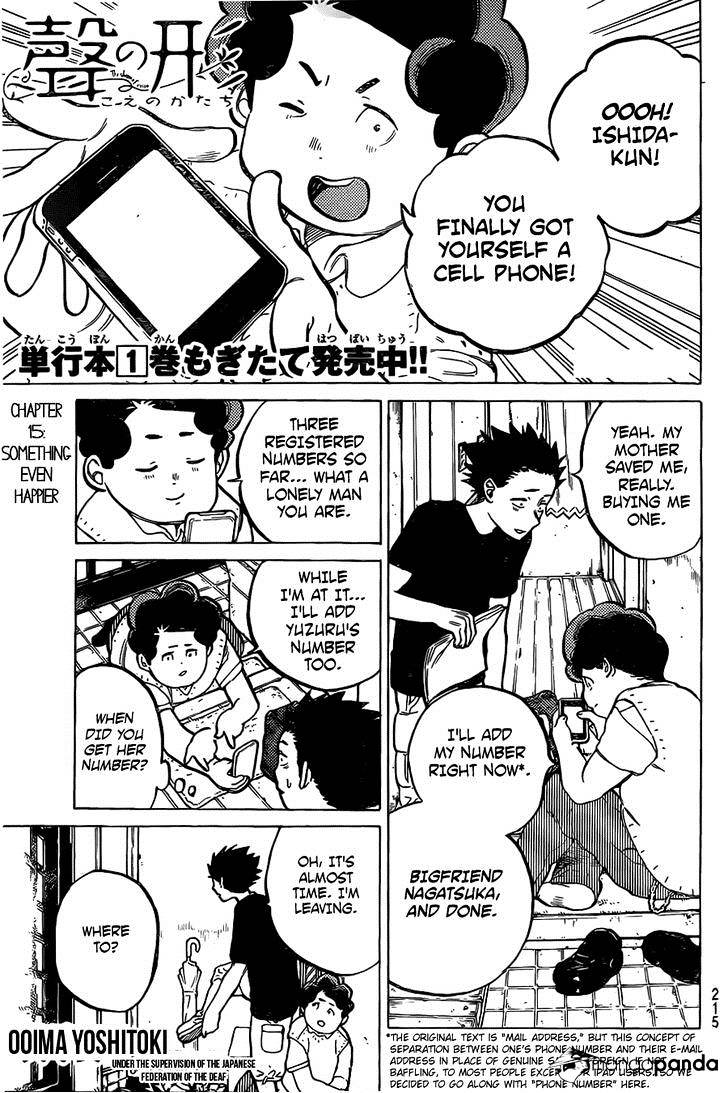 聲の形
こえのかたち
OOOH!
ISHIDA-
KUN!
YOU
FINALLY GOT
YOURSELF A
CELL PHONE!
たんこうぼん かん はつばいちゅう
単行本1巻もぎたて発売中!!
CHAPTER
15:
SOMETHING
EVEN
HAPPIER
YEAH. MY
MOTHER
SAVED ME,
REALLY.
BUYING ME
ONE.
I'LL ADD
MY NUMBER
RIGHT NOW*.
BIGFRIEND
NAGATSUKA,
AND DONE.
THREE
REGISTERED
NUMBERS SO
FAR... WHAT A
LONELY MAN
YOU ARE.
WHILE
I'M AT IT...
I'LL ADD
YUZURU'S
NUMBER
TOO.
WHEN
DID YOU
GET HER
NUMBER?
OH, IT'S
ALMOST
TIME. I'M
LEAVING.
WHERE
TO?
OOIMA YOSHITOKI
UNDER THE SUPERVISION OF THE JAPANESE
FEDERATION OF THE DEAF
215
*THE ORIGINAL TEXT IS "MAIL ADDRESS," BUT THIS CONCEPT OF
SEPARATION BETWEEN ONE'S PHONE NUMBER AND THEIR E-MAIL
ADDRESS IN PLACE OF GENUINE FOREIGN, IF NOT
BAFFLING, TO MOST PEOPLE USERS, SO WE
DECIDED TO GO ALONG WITH "PHONE NUMBER" HERE.
mangapanda